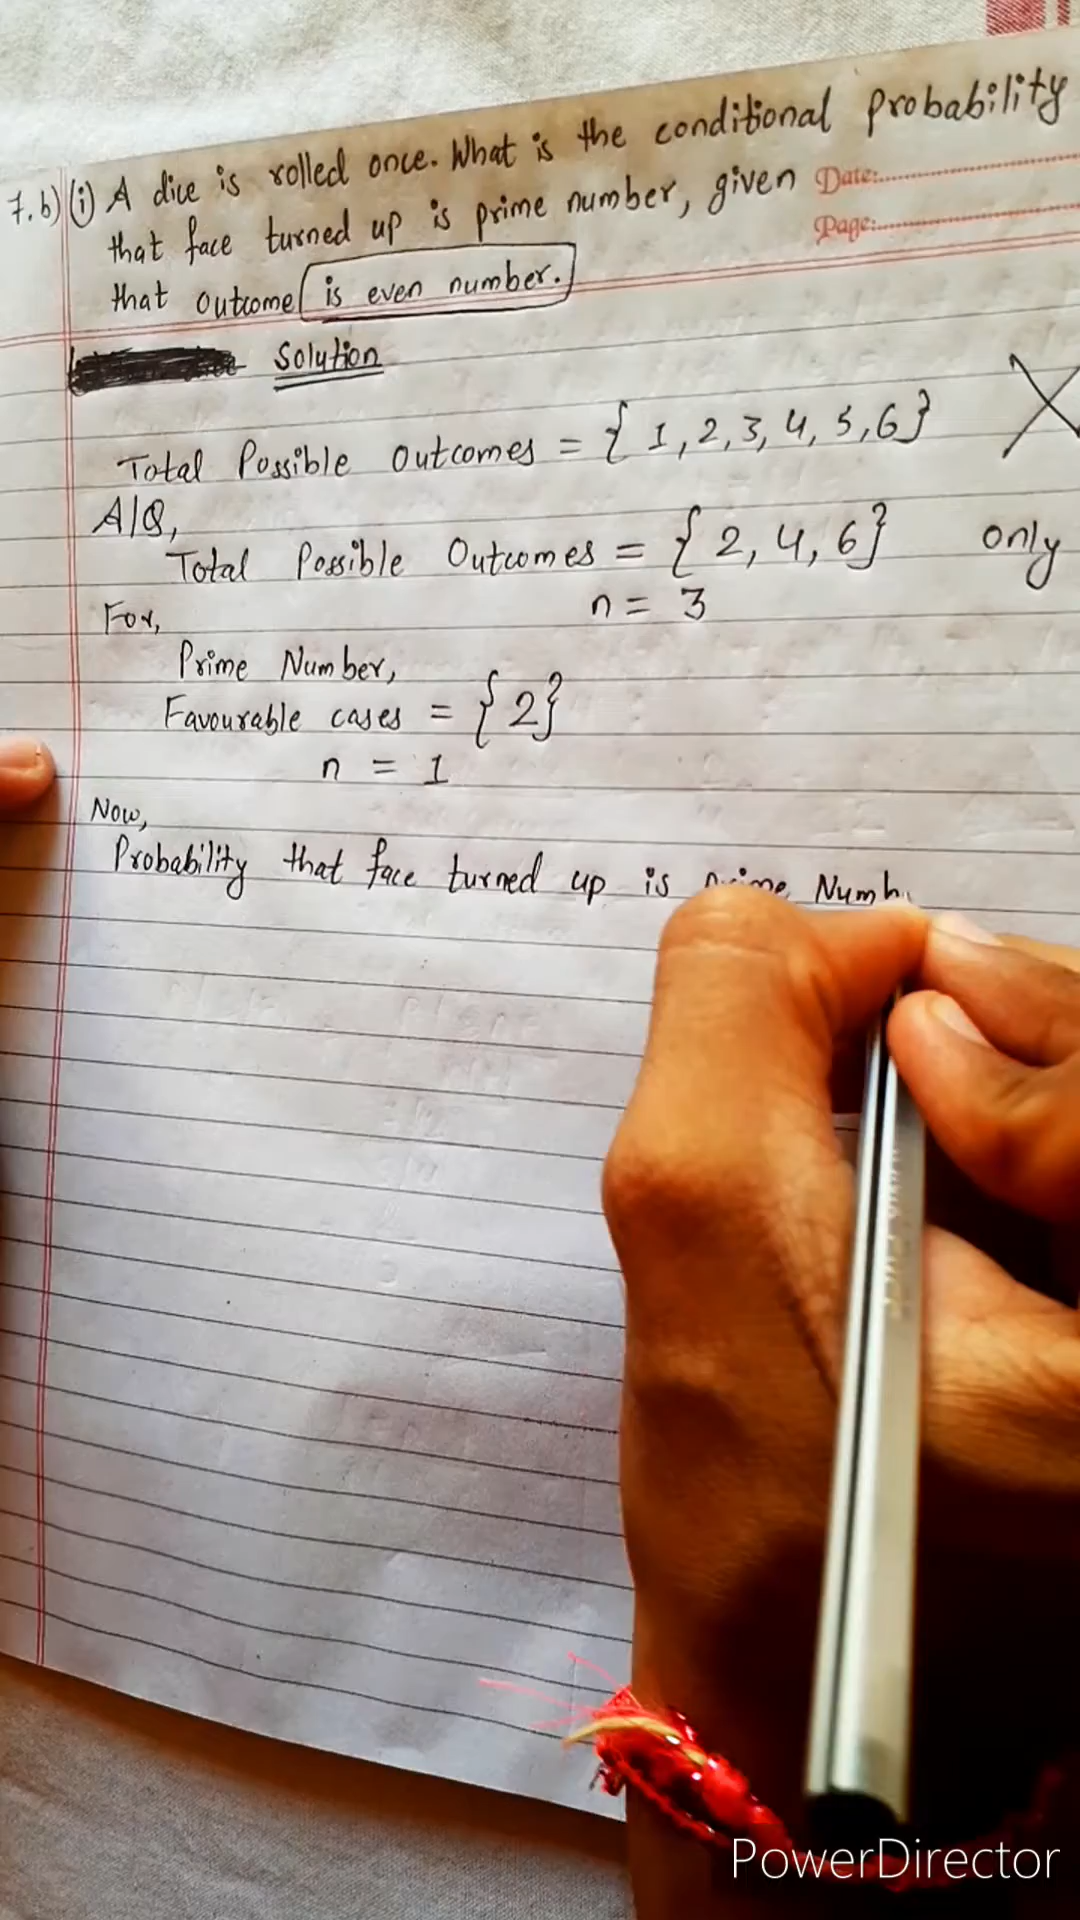 7. b) (i) A dice is rolled once. What is the conditional probability
that face turned up is prime number, given
Date:
that outcome is even number.
Page:
Solution
Total Possible Outcomes = { 1, 2, 3, 4, 5, 6 }
A/Q,
Total Possible Outcomes = { 2, 4, 6 } only
n = 3
For,
Prime Number,
Favourable cases = { 2 }
n = 1
Now,
Probability that face turned up is prime Numb
PowerDirector